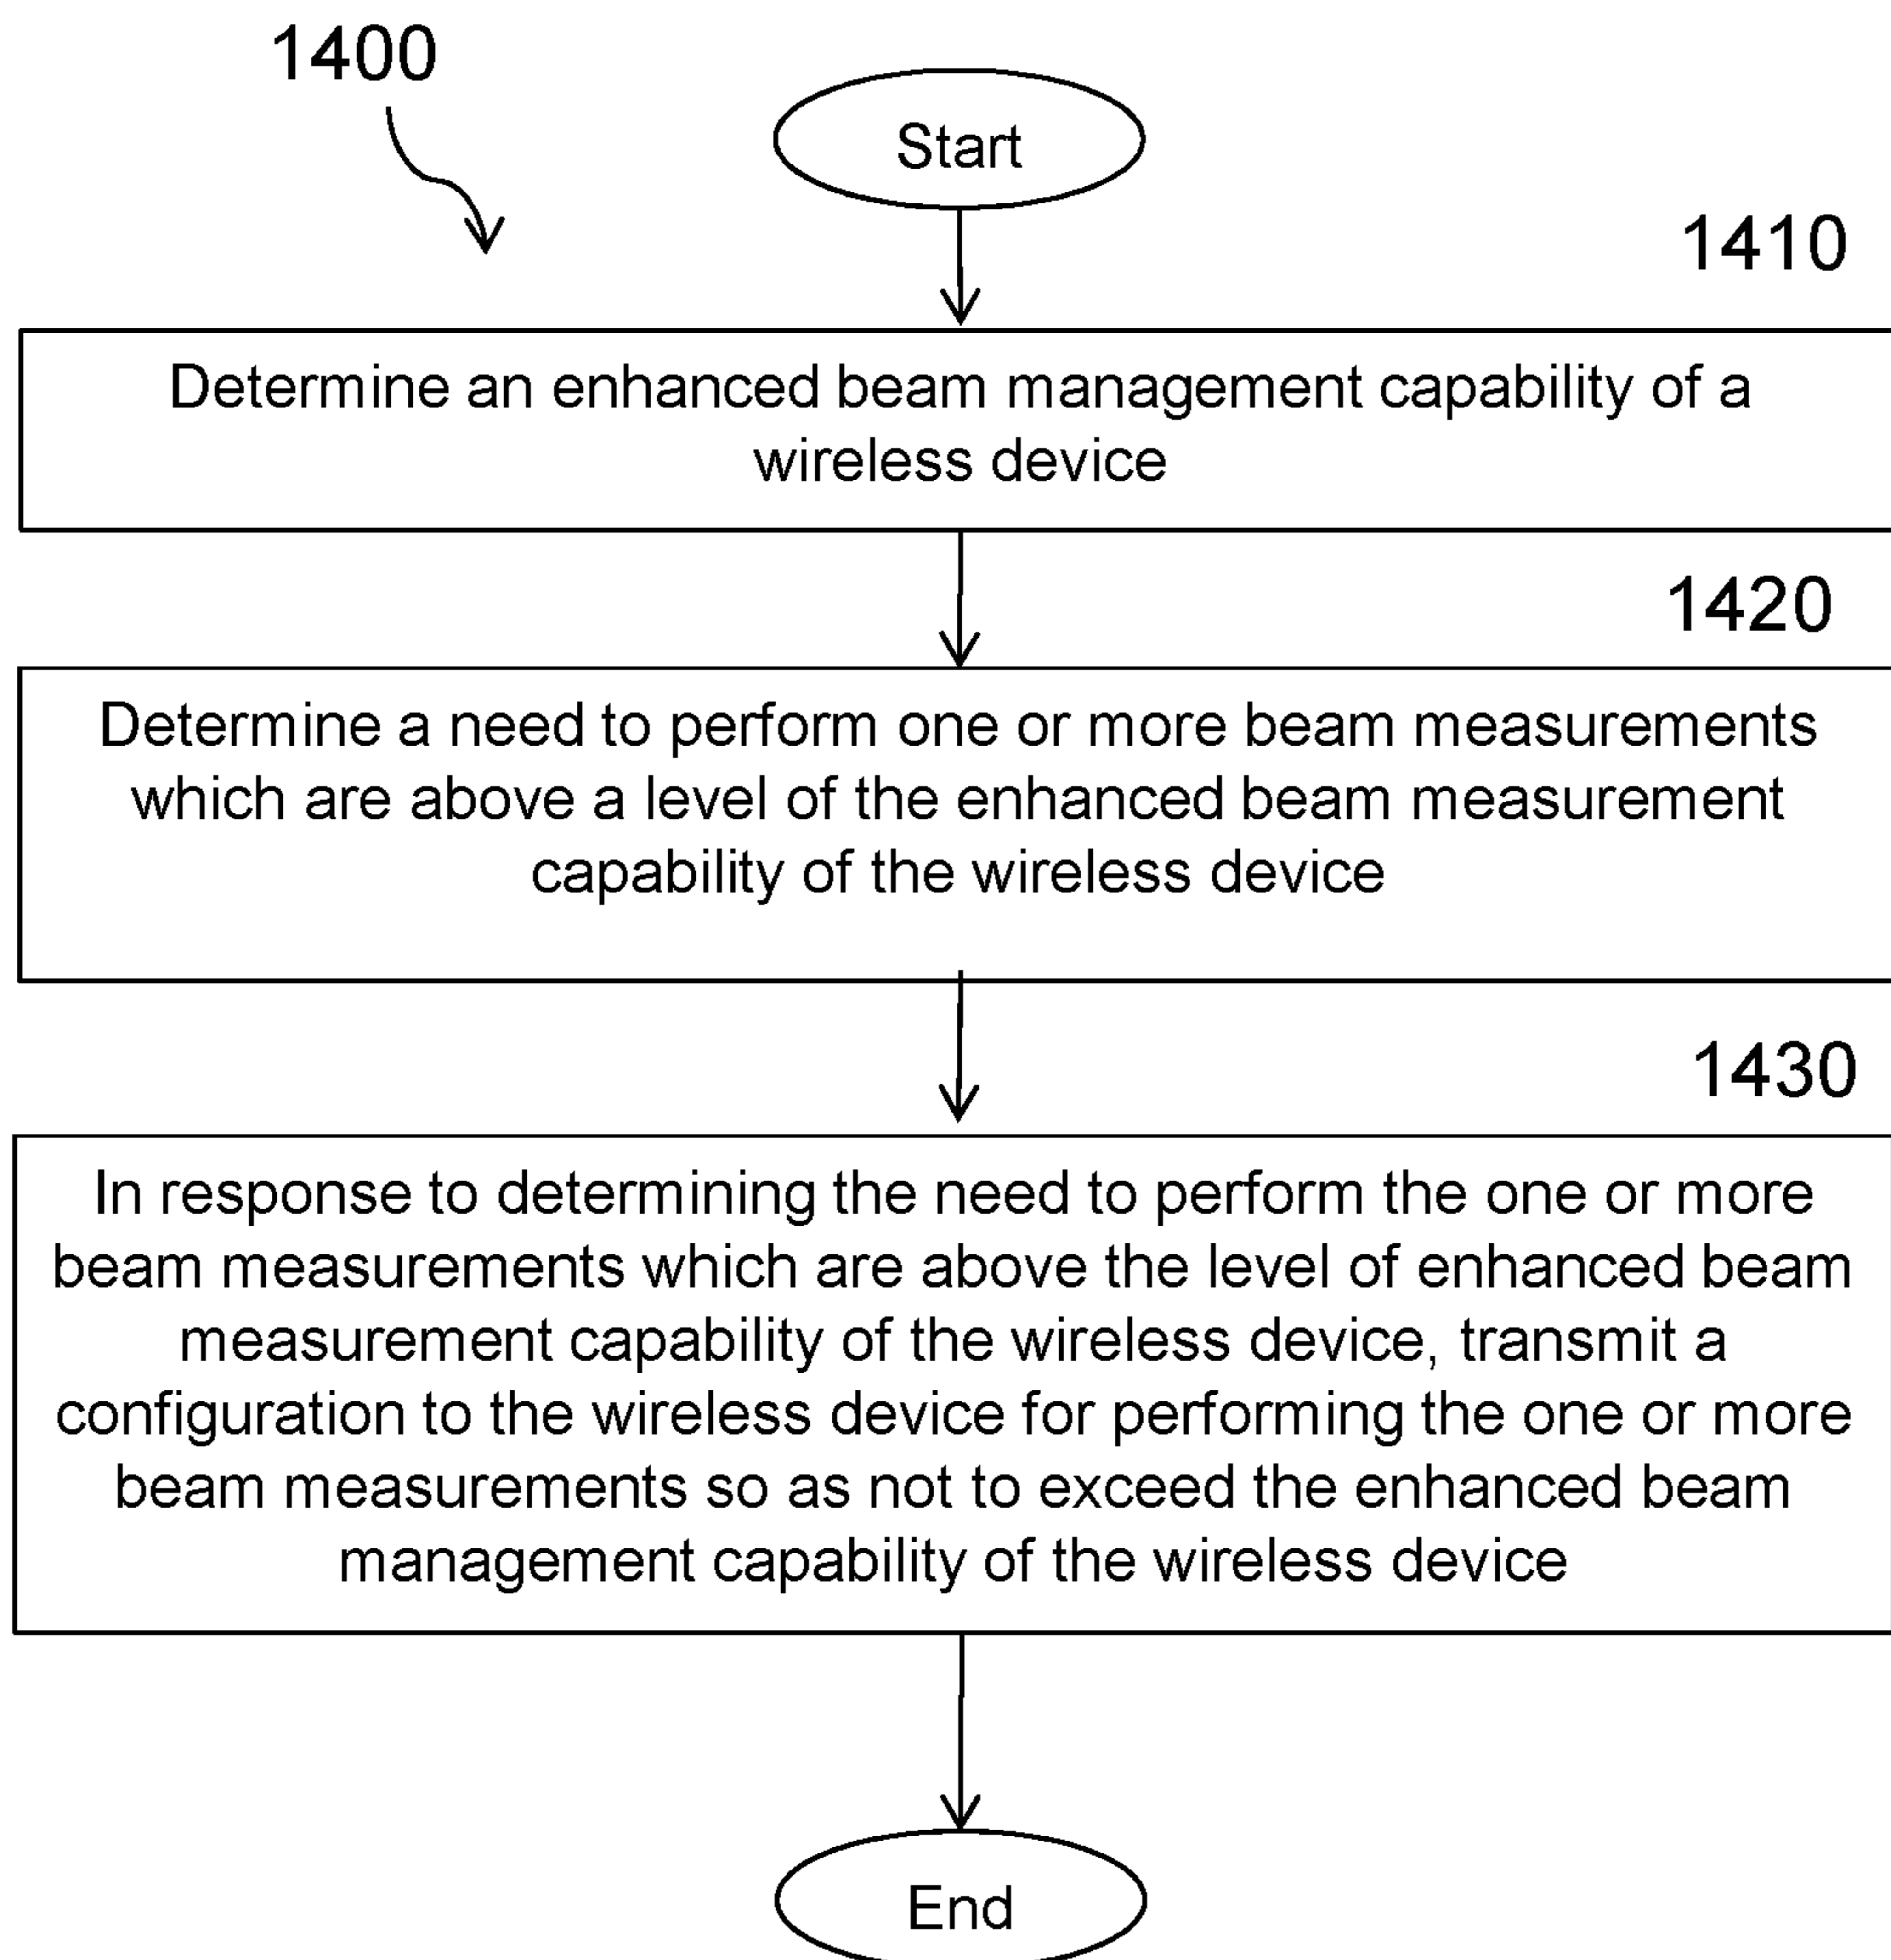 1400
Start
1410
Determine an enhanced beam management capability of a
wireless device
1420
Determine a need to perform one or more beam measurements
which are above a level of the enhanced beam measurement
capability of the wireless device
1430
In response to determining the need to perform the one or more
beam measurements which are above the level of enhanced beam
measurement capability of the wireless device, transmit a
configuration to the wireless device for performing the one or more
beam measurements so as not to exceed the enhanced beam
management capability of the wireless device
End